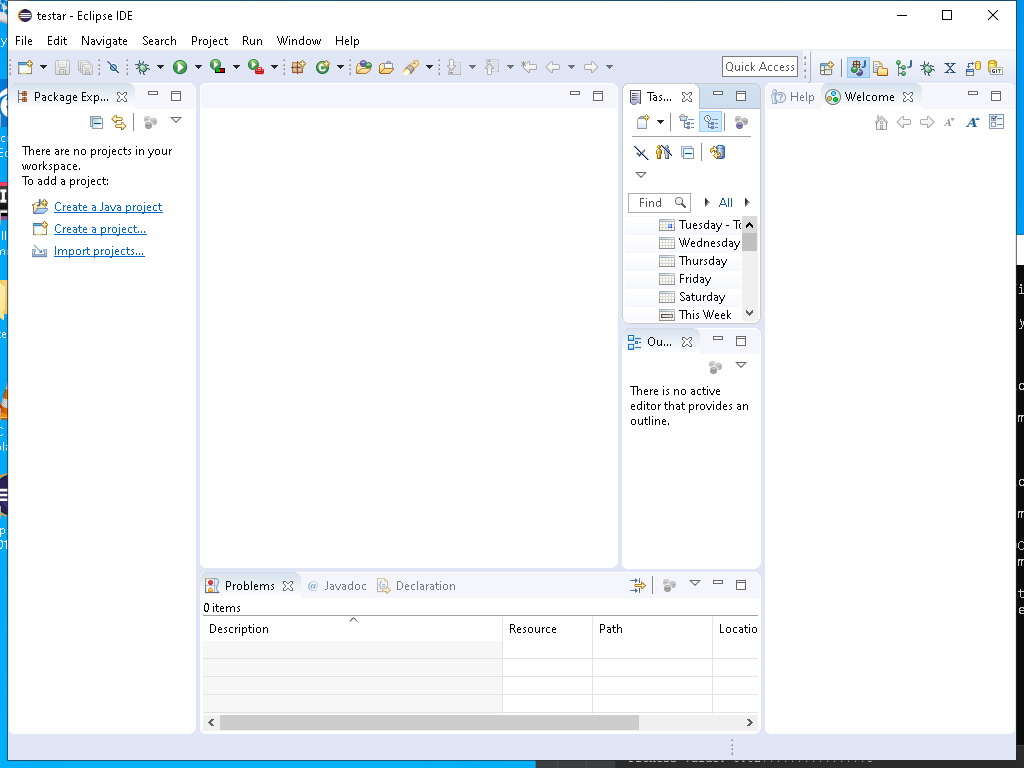 testar - Eclipse IDE
File Edit Navigate Search Project Run Window Help
Quick Access
Package Exp...
Tas...
Help
Welcome
There are no projects in your
workspace.
To add a project:
Create a Java project
Create a project...
Import projects...
Find
All
Tuesday - To
Wednesday
Thursday
Friday
Saturday
This Week
Ou...
There is no active
editor that provides an
outline.
Problems
@ Javadoc
Declaration
0 items
Description Resource Path Locatio